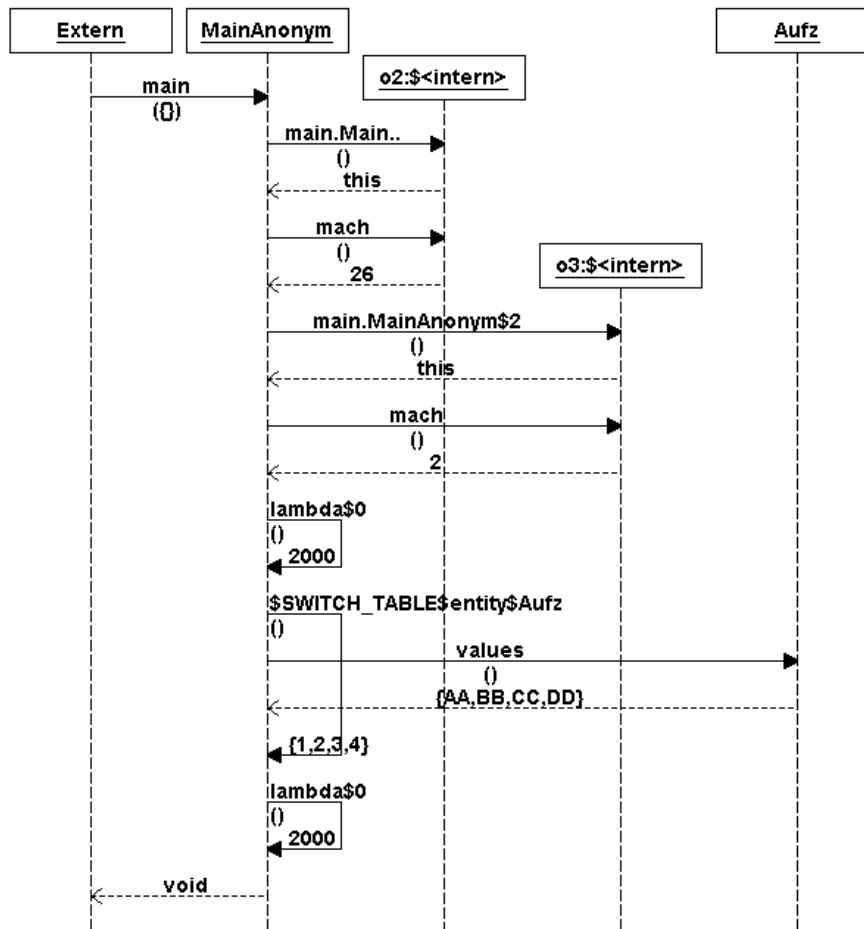 Extern
MainAnonym
Aufz
o2:$<intern>
main
({})
main.Main..
()
this
mach
()
26
o3:$<intern>
main.MainAnonym$2
()
this
mach
()
2
lambda$0
()
2000
$SWITCH_TABLE$entity$Aufz
()
values
()
{AA,BB,CC,DD}
{1,2,3,4}
lambda$0
()
2000
void